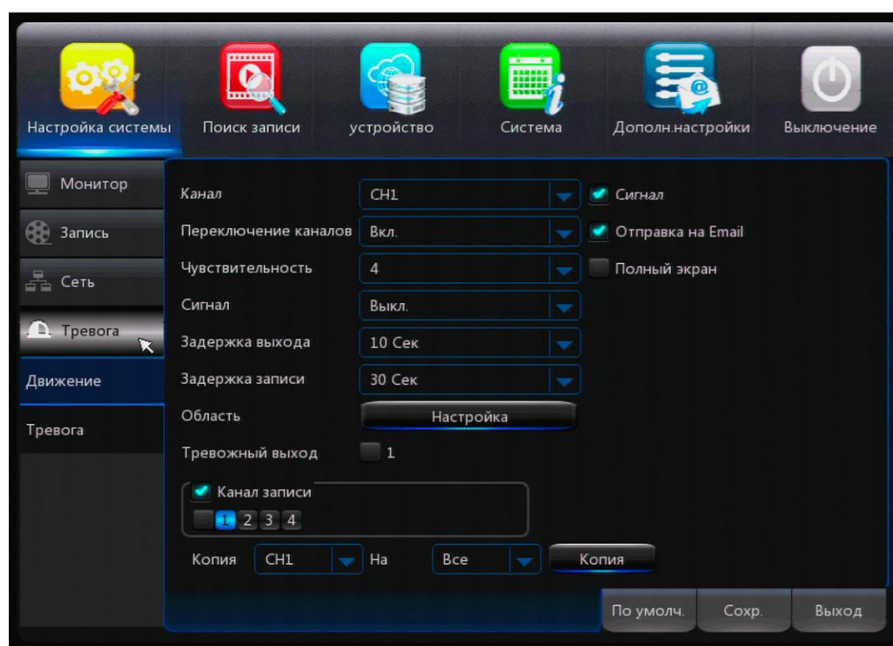 Настройка системы Поиск записи устройство Система Дополн.настройки Выключение
Монитор
Запись
Сеть
Тревога
Движение
Тревога
Канал CH1 Сигнал
Переключение каналов Вкл. Отправка на Email
Чувствительность 4 Полный экран
Сигнал Выкл.
Задержка выхода 10 Сек
Задержка записи 30 Сек
Область Настройка
Тревожный выход 1
Канал записи
1 2 3 4
Копия CH1 На Все Копия
По умолч. Сохр. Выход